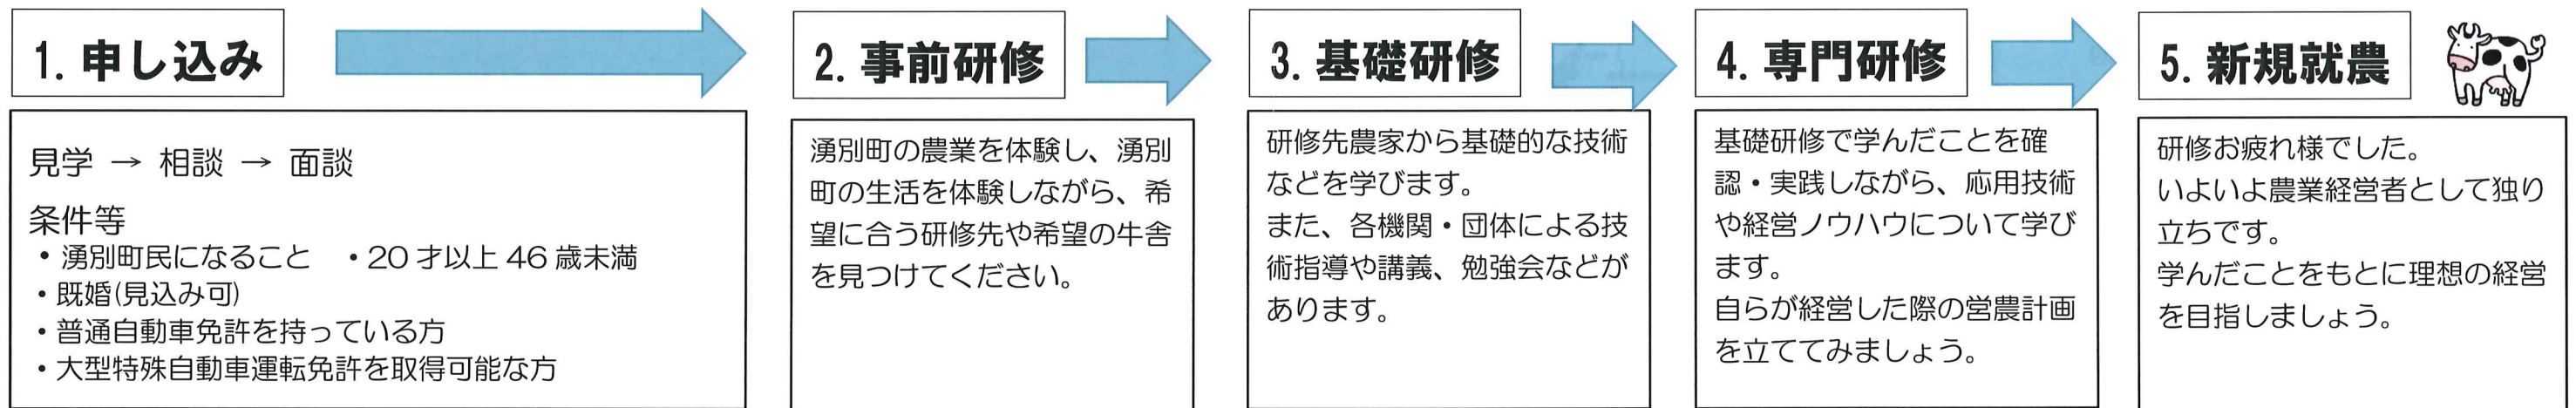 1. 申し込み
見学 → 相談 → 面談
条件等
・湧別町民になること ・20才以上46歳未満
・既婚(見込み可)
・普通自動車免許を持っている方
・大型特殊自動車運転免許を取得可能な方
2. 事前研修
湧別町の農業を体験し、湧別
町の生活を体験しながら、希
望に合う研修先や希望の牛舎
を見つけてください。
3. 基礎研修
研修先農家から基礎的な技術
などを学びます。
また、各機関・団体による技
術指導や講義、勉強会などが
あります。
4. 専門研修
基礎研修で学んだことを確
認・実践しながら、応用技術
や経営ノウハウについて学び
ます。
自らが経営した際の営農計画
を立ててみましょう。
5. 新規就農
研修お疲れ様でした。
いよいよ農業経営者として独り
立ちです。
学んだことをもとに理想の経営
を目指しましょう。